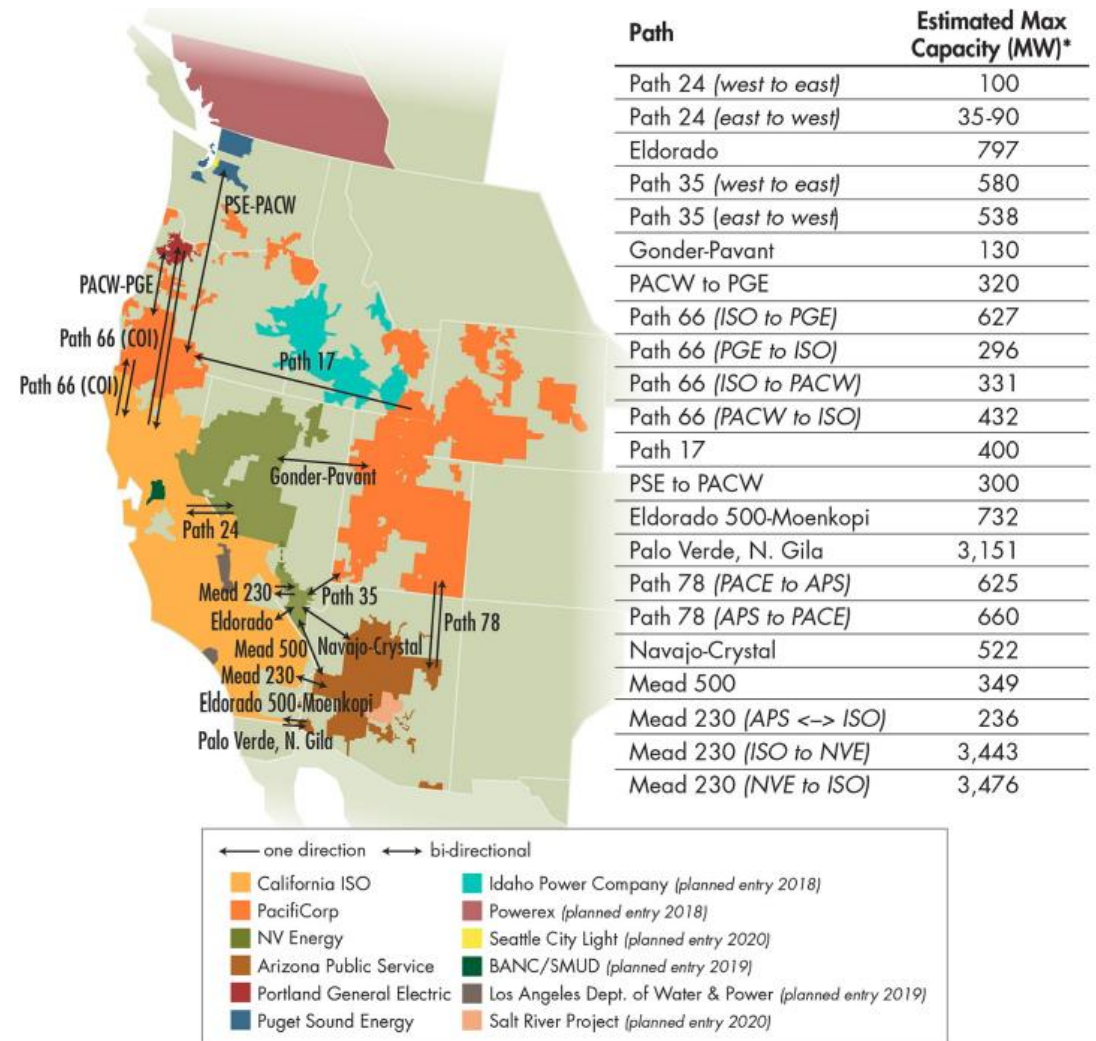 PSE-PACW
PACW-PGE
Path 66 (COI)
Path 66 (COI)
Path 17
Gonder-Pavant
Path 24
Mead 230
Path 35
Eldorado
Path 78
Mead 500
Navajo-Crystal
Mead 230
Eldorado 500-Moenkopi
Palo Verde, N. Gila
Path Estimated Max
Capacity (MW)*
Path 24 (west to east) 100
Path 24 (east to west) 35-90
Eldorado 797
Path 35 (west to east) 580
Path 35 (east to west) 538
Gonder-Pavant 130
PACW to PGE 320
Path 66 (ISO to PGE) 627
Path 66 (PGE to ISO) 296
Path 66 (ISO to PACW) 331
Path 66 (PACW to ISO) 432
Path 17 400
PSE to PACW 300
Eldorado 500-Moenkopi 732
Palo Verde, N. Gila 3,151
Path 78 (PACE to APS) 625
Path 78 (APS to PACE) 660
Navajo-Crystal 522
Mead 500 349
Mead 230 (APS <-> ISO) 236
Mead 230 (ISO to NVE) 3,443
Mead 230 (NVE to ISO) 3,476
one direction bi-directional
California ISO Idaho Power Company (planned entry 2018)
PacifiCorp Powerex (planned entry 2018)
NV Energy Seattle City Light (planned entry 2020)
Arizona Public Service BANC/SMUD (planned entry 2019)
Portland General Electric Los Angeles Dept. of Water & Power (planned entry 2019)
Puget Sound Energy Salt River Project (planned entry 2020)